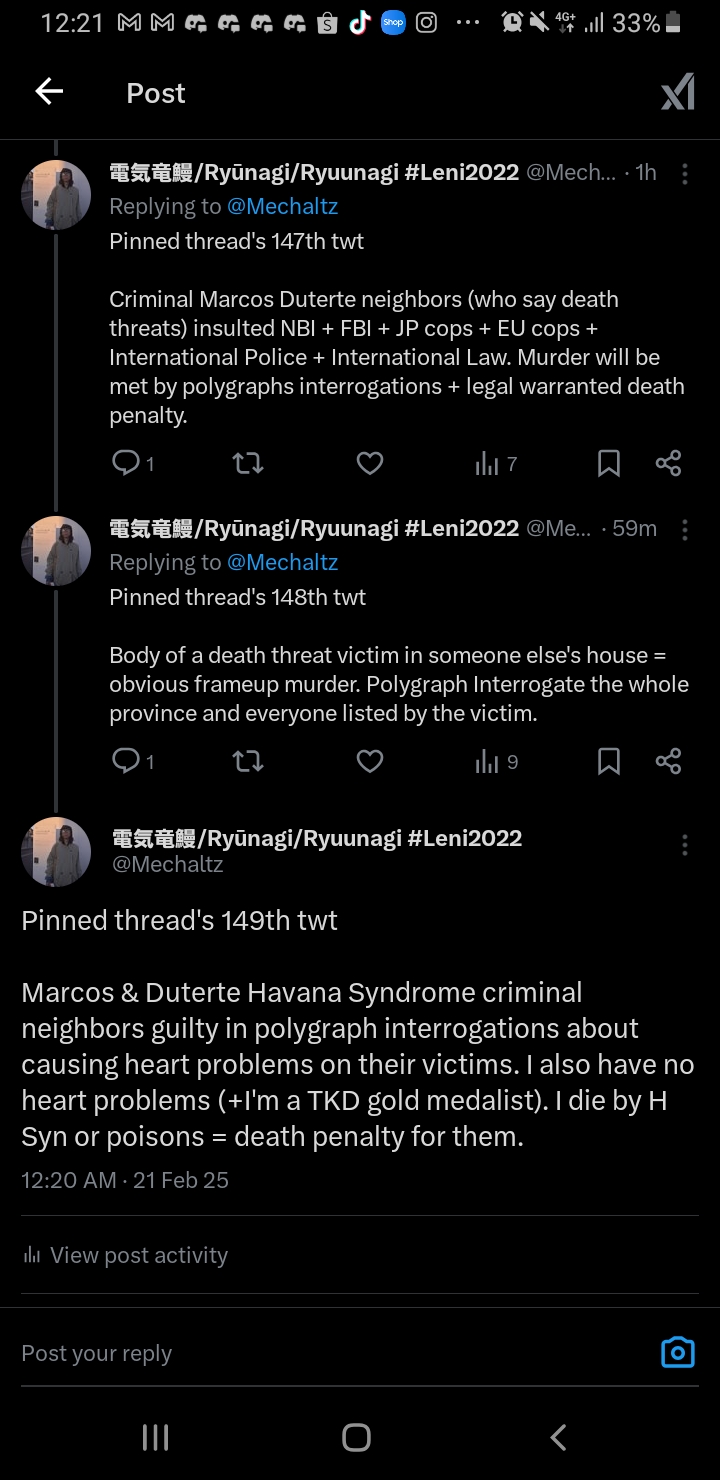 12:21 S Shop 4G+ 33%
Post
電気竜鰻/Ryūnagi/Ryuunagi #Leni2022 @Mech... · 1h
Replying to @Mechaltz
Pinned thread's 147th twt
Criminal Marcos Duterte neighbors (who say death
threats) insulted NBI + FBI + JP cops + EU cops +
International Police + International Law. Murder will be
met by polygraphs interrogations + legal warranted death
penalty.
1 7
電気竜鰻/Ryūnagi/Ryuunagi #Leni2022 @Me... · 59m
Replying to @Mechaltz
Pinned thread's 148th twt
Body of a death threat victim in someone else's house =
obvious frameup murder. Polygraph Interrogate the whole
province and everyone listed by the victim.
1 9
電気竜鰻/Ryūnagi/Ryuunagi #Leni2022
@Mechaltz
Pinned thread's 149th twt
Marcos & Duterte Havana Syndrome criminal
neighbors guilty in polygraph interrogations about
causing heart problems on their victims. I also have no
heart problems (+I'm a TKD gold medalist). I die by H
Syn or poisons = death penalty for them.
12:20 AM · 21 Feb 25
View post activity
Post your reply